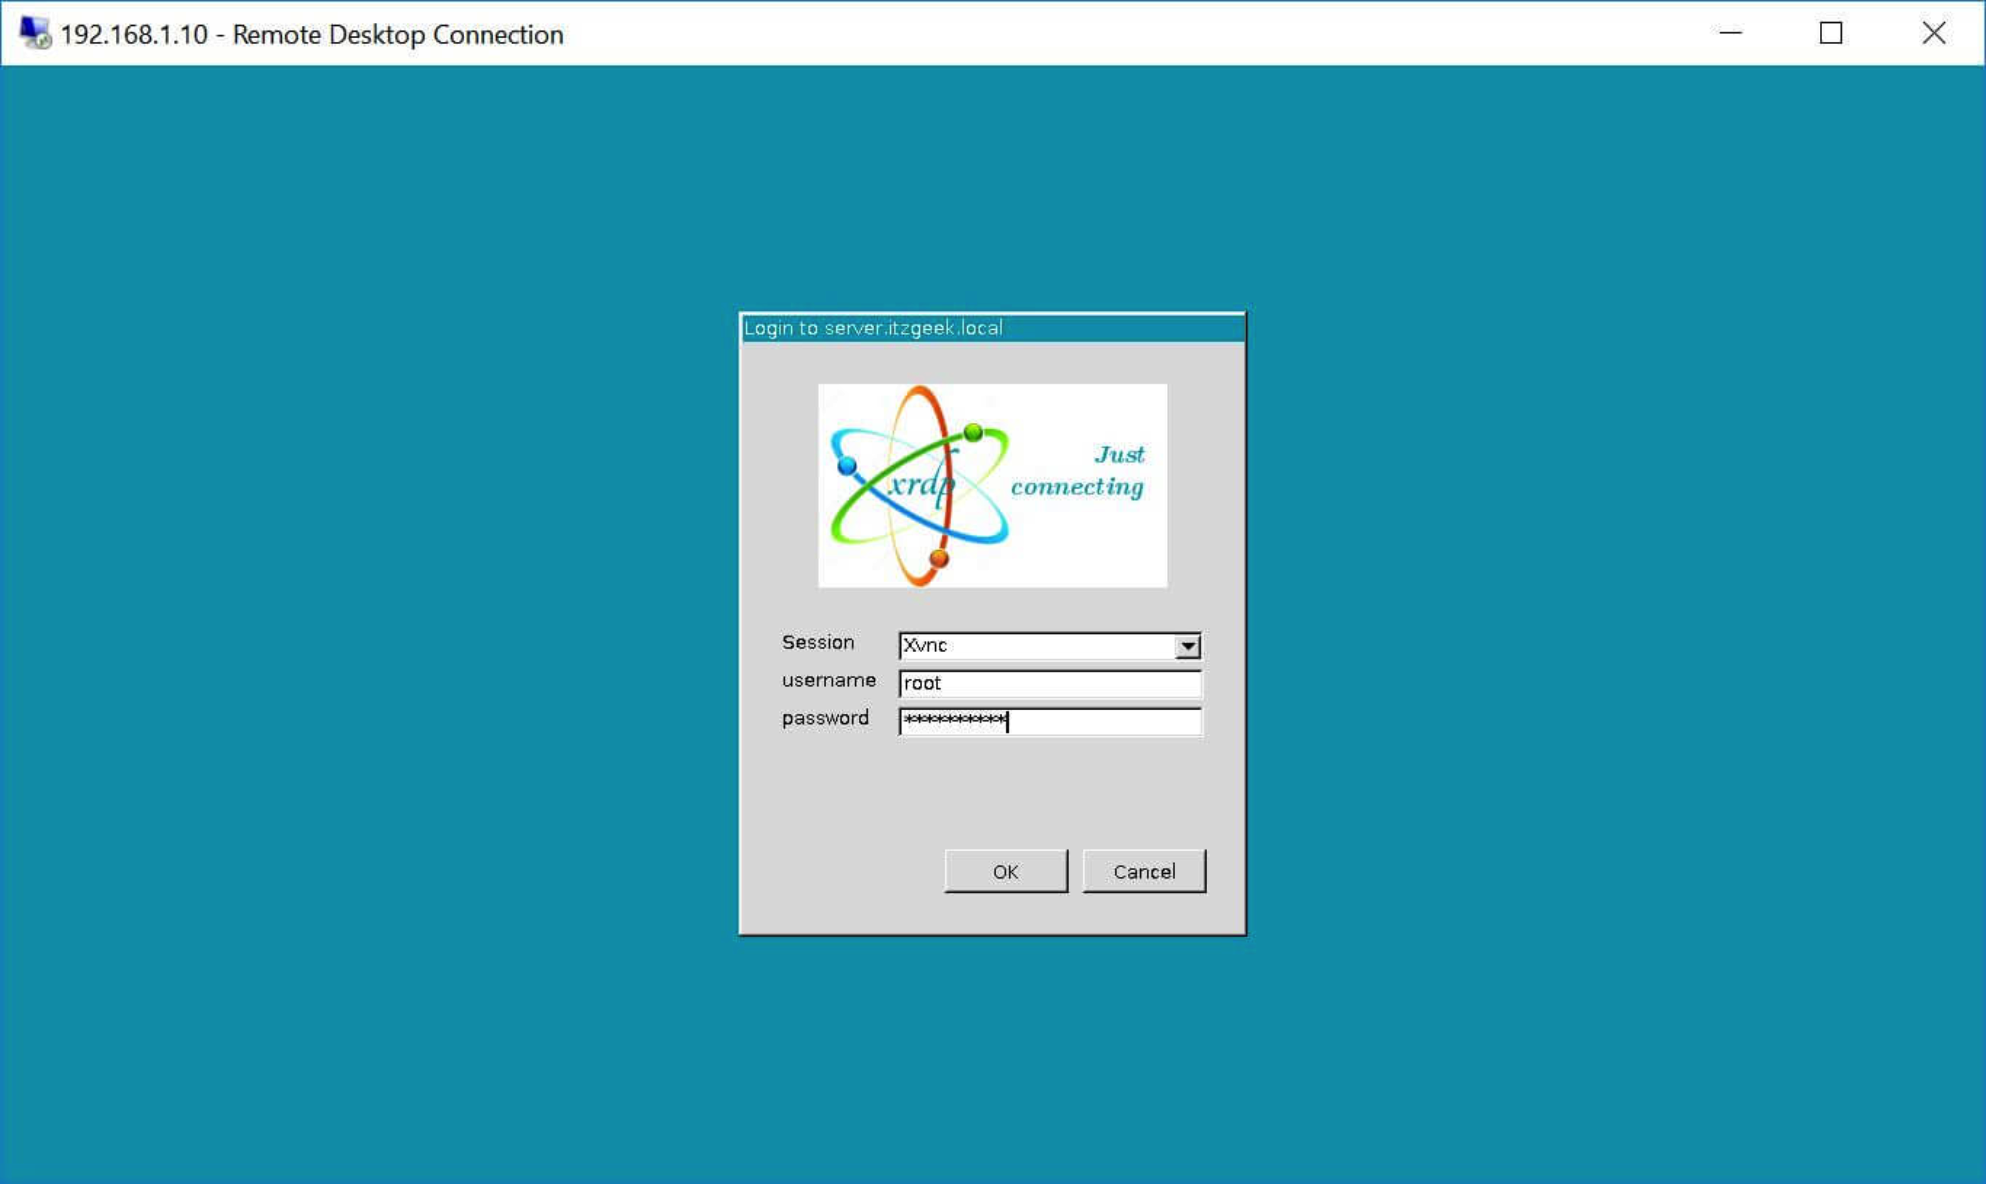 192.168.1.10 - Remote Desktop Connection
Login to server.itzgeek.local
xrdp
Just
connecting
Session
Xvnc
username
root
password
**********
OK
Cancel